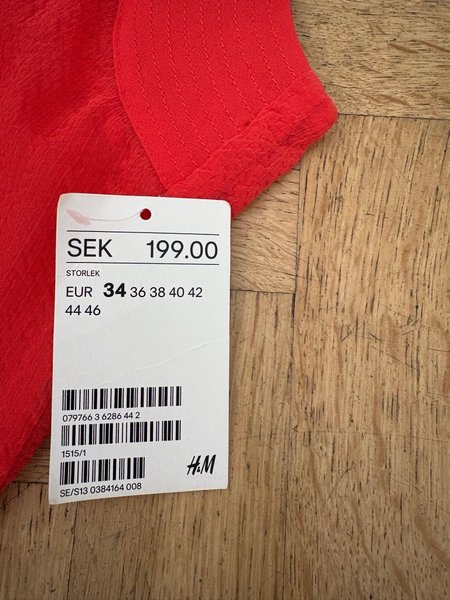 SEK 199.00
STORLEK
EUR 34 36 38 40 42
44 46
079766 3 6286 44 2
1515/1
H&M
SE/S13 0384164 008